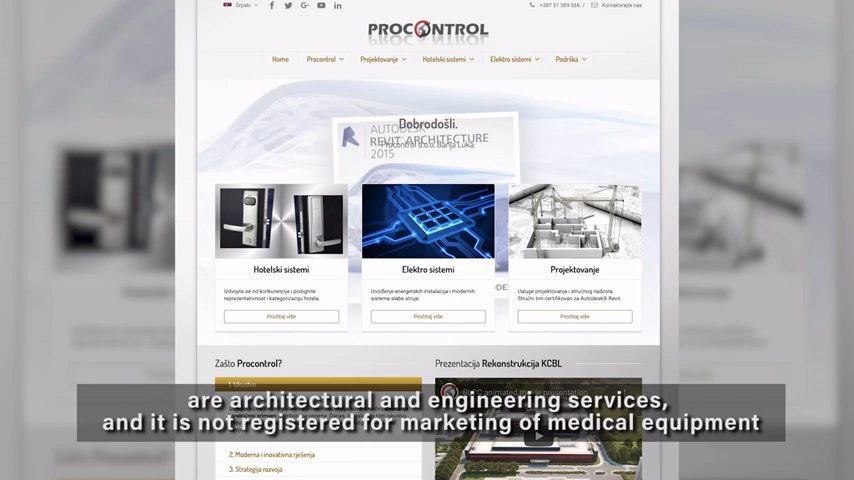 Srpski
+387 51 389 666 /
Kontaktirajte nas
PROCONTROL
Home Procontrol Projektovanje Hotelski sistemi Elektro sistemi Podrška
Dobrodošli.
AUTODESK
REVIT ARCHITECTURE
2015
Procontrol d.o.o. Banja Luka.
Hotelski sistemi
Izdvojte se od konkurencije i podignite
reprezentativnost i kategorizaciju hotela.
Pročitaj više
Elektro sistemi
Izvođenje energetskih instalacija i modernih
sistema slabe struje.
Pročitaj više
Projektovanje
Usluge projektovanja i stručnog nadzora.
Stručni tim certifikovan za Autodesk® Revit.
Pročitaj više
Zašto Procontrol?
Prezentacija Rekonstrukcija KCBL
1. Iskustvo
animated movie presentation
are architectural and engineering services,
and it is not registered for marketing of medical equipment
2. Moderna i inovativna rješenja
3. Strategija razvoja